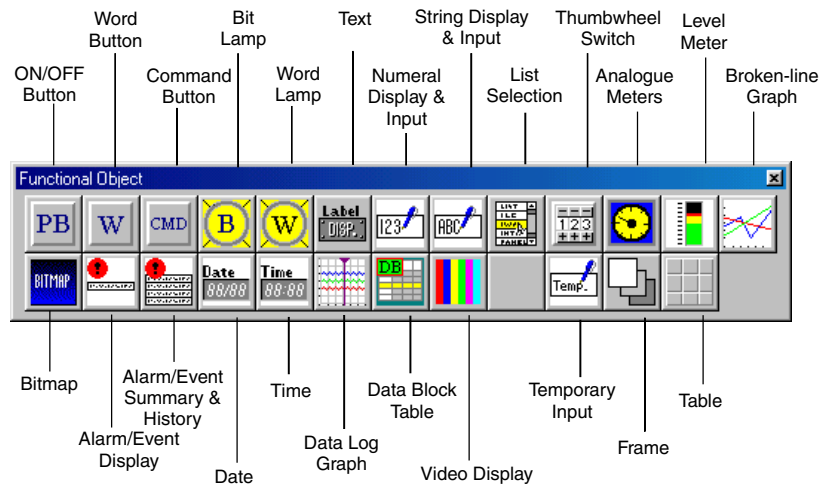 Word
Button
Bit
Lamp
Text
String Display
& Input
Thumbwheel
Switch
Level
Meter
ON/OFF
Button
Command
Button
Word
Lamp
Numeral
Display &
Input
List
Selection
Analogue
Meters
Broken-line
Graph
Functional Object
PB
W
CMD
B
W
Label
DISP.
123
ABC
LIST
1 2 3
BITMAP
Date
88/88
Time
88:88
DB
Temp.
Bitmap
Alarm/Event
Summary &
History
Time
Data Block
Table
Temporary
Input
Table
Alarm/Event
Display
Data Log
Graph
Frame
Date
Video Display